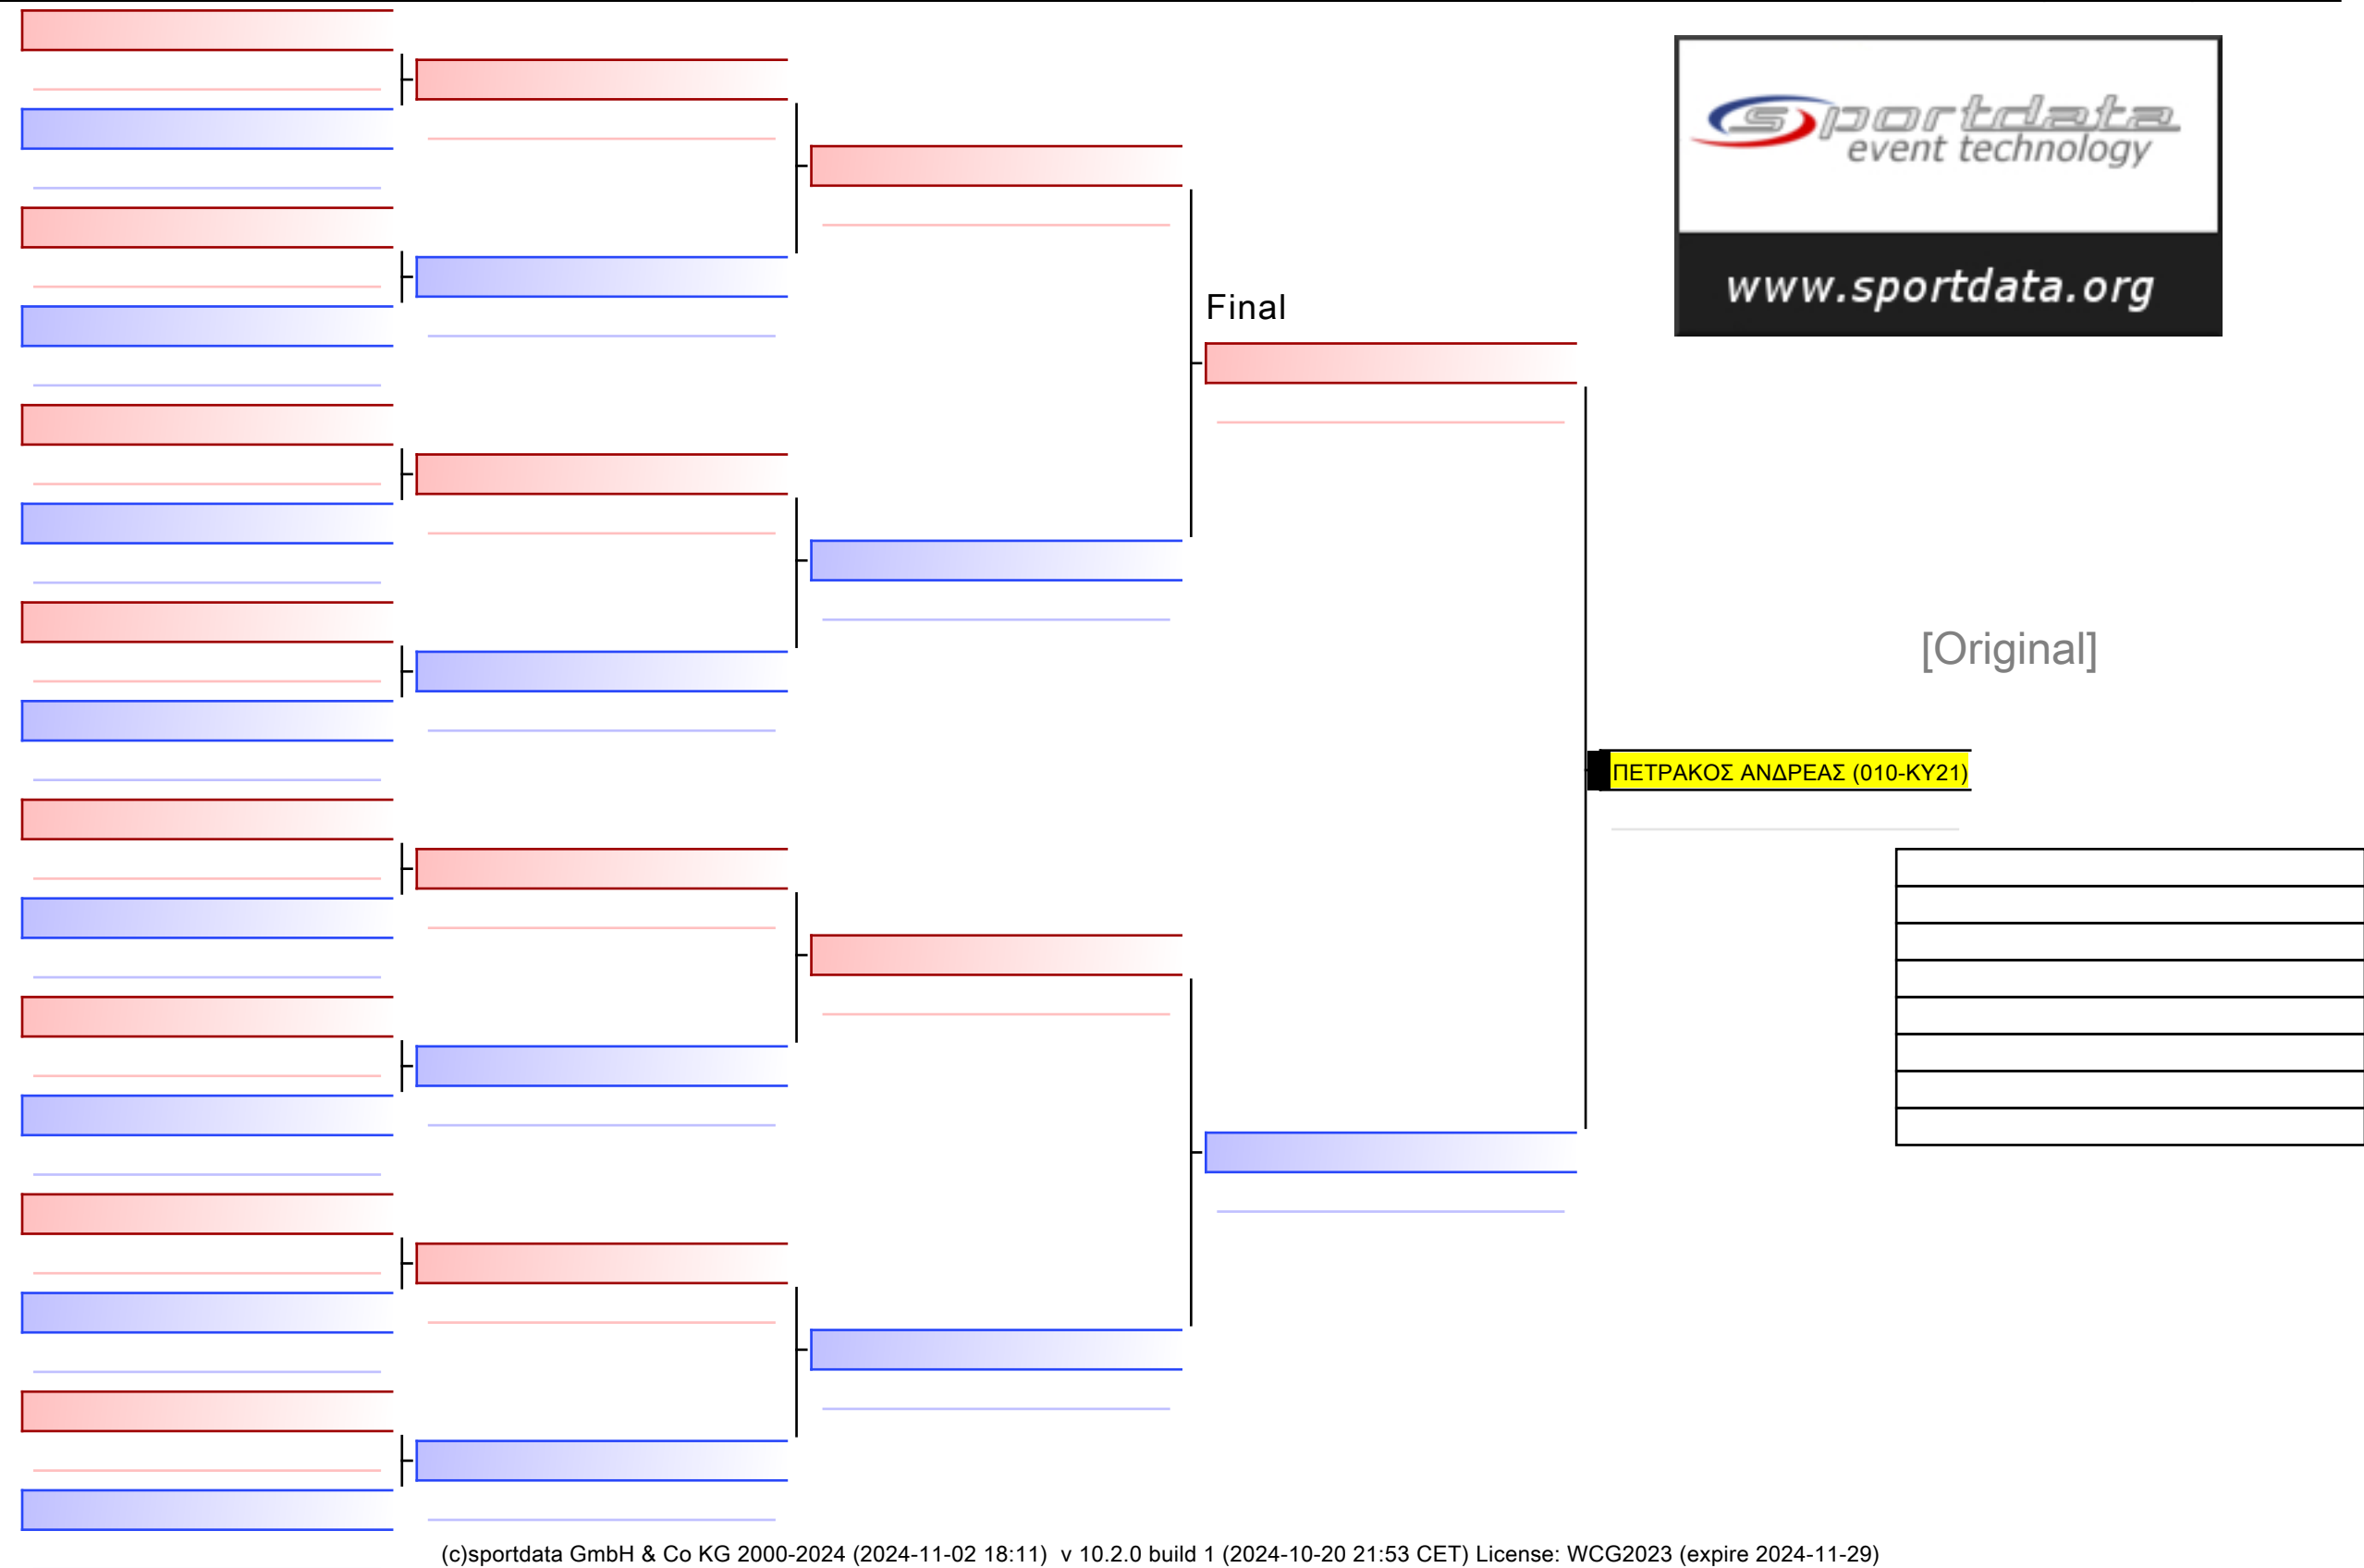 sportdata
event technology
www.sportdata.org
Final
[Original]
ΠΕΤΡΑΚΟΣ ΑΝΔΡΕΑΣ (010-ΚΥ21)
(c)sportdata GmbH & Co KG 2000-2024 (2024-11-02 18:11) v 10.2.0 build 1 (2024-10-20 21:53 CET) License: WCG2023 (expire 2024-11-29)